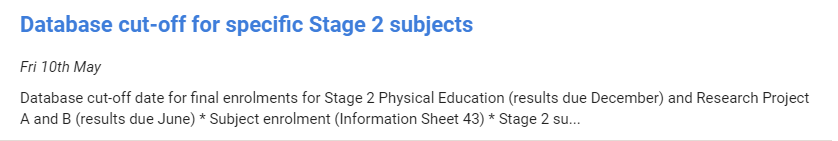 Database cut-off for specific Stage 2 subjects
Fri 10th May
Database cut-off date for final enrolments for Stage 2 Physical Education (results due December) and Research Project
A and B (results due June) * Subject enrolment (Information Sheet 43) * Stage 2 su...